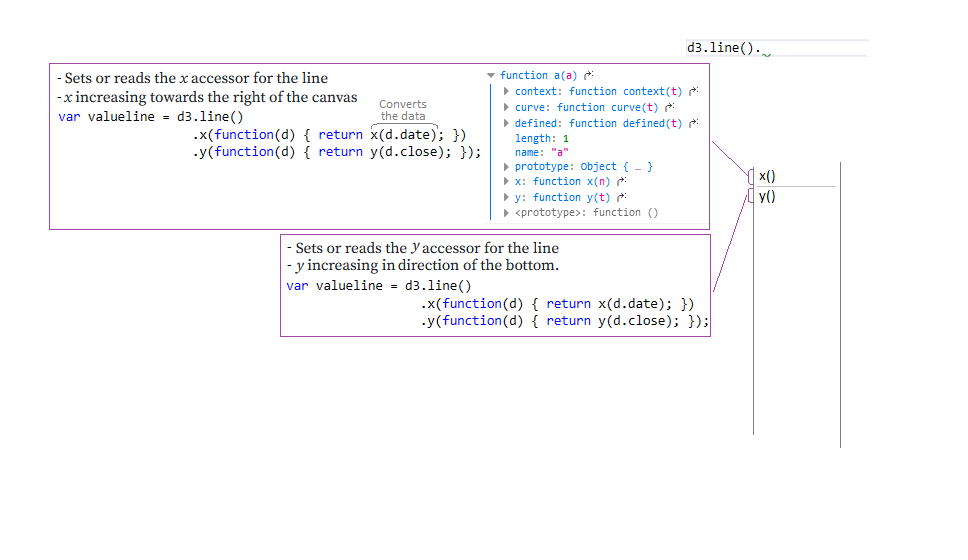 d3.line().
- Sets or reads the x accessor for the line
- x increasing towards the right of the canvas
Converts
the data
var valueline = d3.line()
.x(function(d) { return x(d.date); })
.y(function(d) { return y(d.close); });
function a(a)
context: function context(t)
curve: function curve(t)
defined: function defined(t)
length: 1
name: "a"
prototype: Object { … }
x: function x(n)
y: function y(t)
<prototype>: function ()
x()
y()
- Sets or reads the y accessor for the line
- y increasing in direction of the bottom.
var valueline = d3.line()
.x(function(d) { return x(d.date); })
.y(function(d) { return y(d.close); });